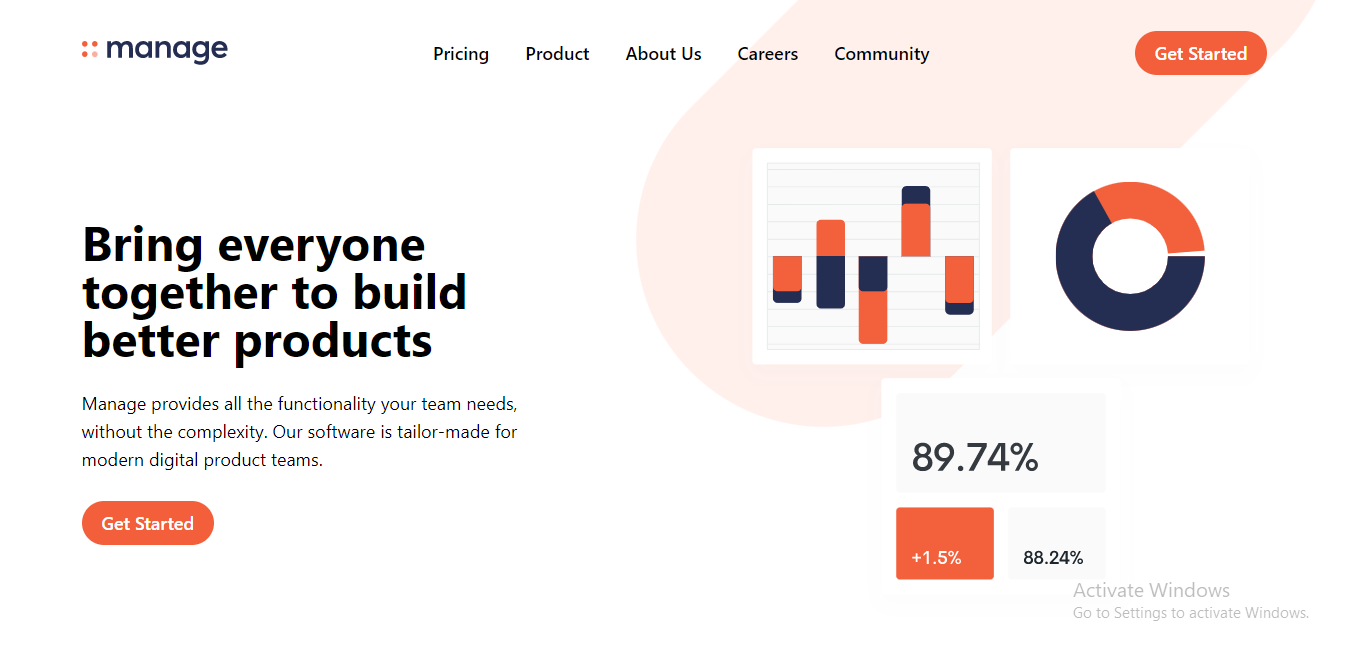 manage
Pricing Product About Us Careers Community
Get Started
Bring everyone
together to build
better products
Manage provides all the functionality your team needs,
without the complexity. Our software is tailor-made for
modern digital product teams.
Get Started
89.74%
+1.5% 88.24%
Activate Windows
Go to Settings to activate Windows.